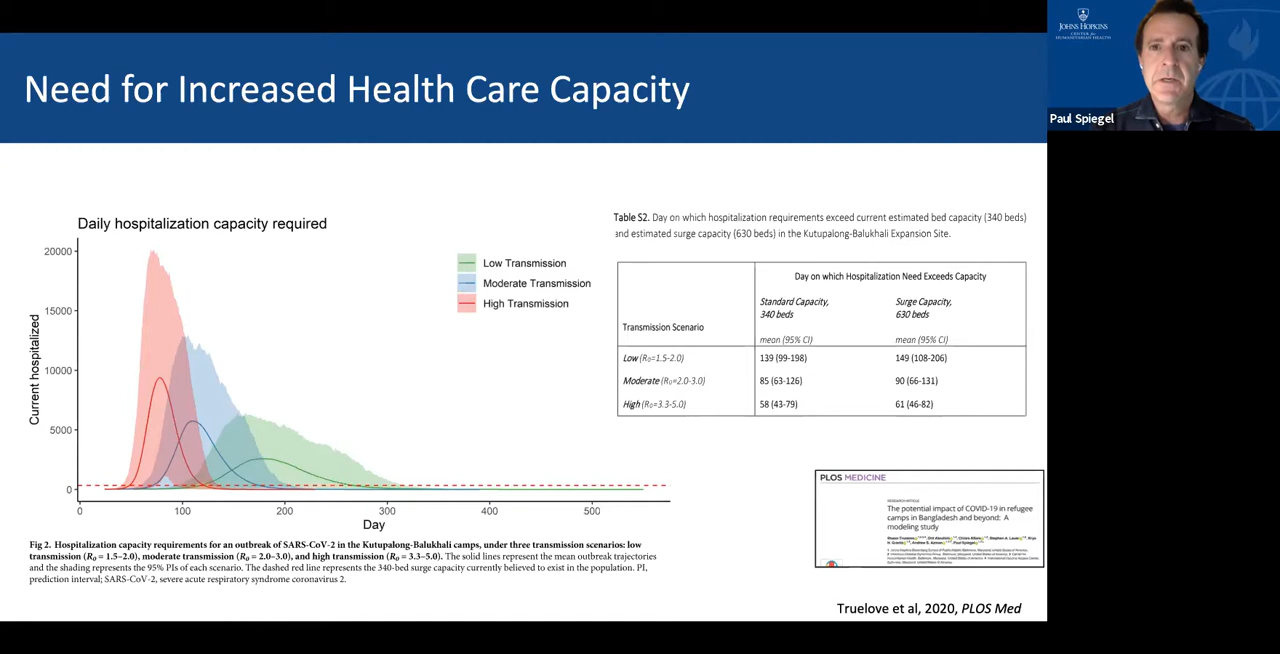 Need for Increased Health Care Capacity
JOHNS HOPKINS
CENTER for
HUMANITARIAN HEALTH
Paul Spiegel
Daily hospitalization capacity required
20000
15000
10000
5000
0
Current hospitalized
0 100 200 300 400 500
Day
Low Transmission
Moderate Transmission
High Transmission
Fig 2. Hospitalization capacity requirements for an outbreak of SARS-CoV-2 in the Kutupalong-Balukhali camps, under three transmission scenarios: low
transmission (R0 = 1.5–2.0), moderate transmission (R0 = 2.0–3.0), and high transmission (R0 = 3.3–5.0). The solid lines represent the mean outbreak trajectories
and the shading represents the 95% PIs of each scenario. The dashed red line represents the 340-bed surge capacity currently believed to exist in the population. PI,
prediction interval; SARS-CoV-2, severe acute respiratory syndrome coronavirus 2.
Table S2. Day on which hospitalization requirements exceed current estimated bed capacity (340 beds)
and estimated surge capacity (630 beds) in the Kutupalong-Balukhali Expansion Site.
Day on which Hospitalization Need Exceeds Capacity
Standard Capacity, Surge Capacity,
340 beds 630 beds
Transmission Scenario
mean (95% CI) mean (95% CI)
Low (R0=1.5-2.0) 139 (99-198) 149 (108-206)
Moderate (R0=2.0-3.0) 85 (63-126) 90 (66-131)
High (R0=3.3-5.0) 58 (43-79) 61 (46-82)
PLOS MEDICINE
RESEARCH ARTICLE
The potential impact of COVID-19 in refugee
camps in Bangladesh and beyond: A
modeling study
Truelove et al, 2020, PLOS Med